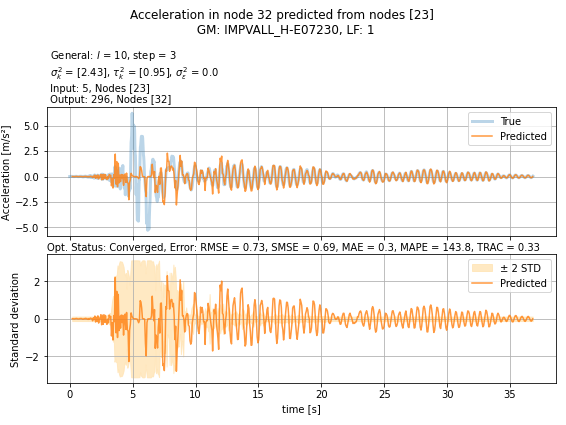 Acceleration in node 32 predicted from nodes [23]
GM: IMPVALL_H-E07230, LF: 1
General: l = 10, step = 3
σ²ₖ = [2.43], τ²ₖ = [0.95], σ²ε = 0.0
Input: 5, Nodes [23]
Output: 296, Nodes [32]
True
Predicted
Acceleration [m/s²]
5.0
2.5
0.0
−2.5
−5.0
Opt. Status: Converged, Error: RMSE = 0.73, SMSE = 0.69, MAE = 0.3, MAPE = 143.8, TRAC = 0.33
± 2 STD
Predicted
Standard deviation
2
0
−2
0 5 10 15 20 25 30 35
time [s]